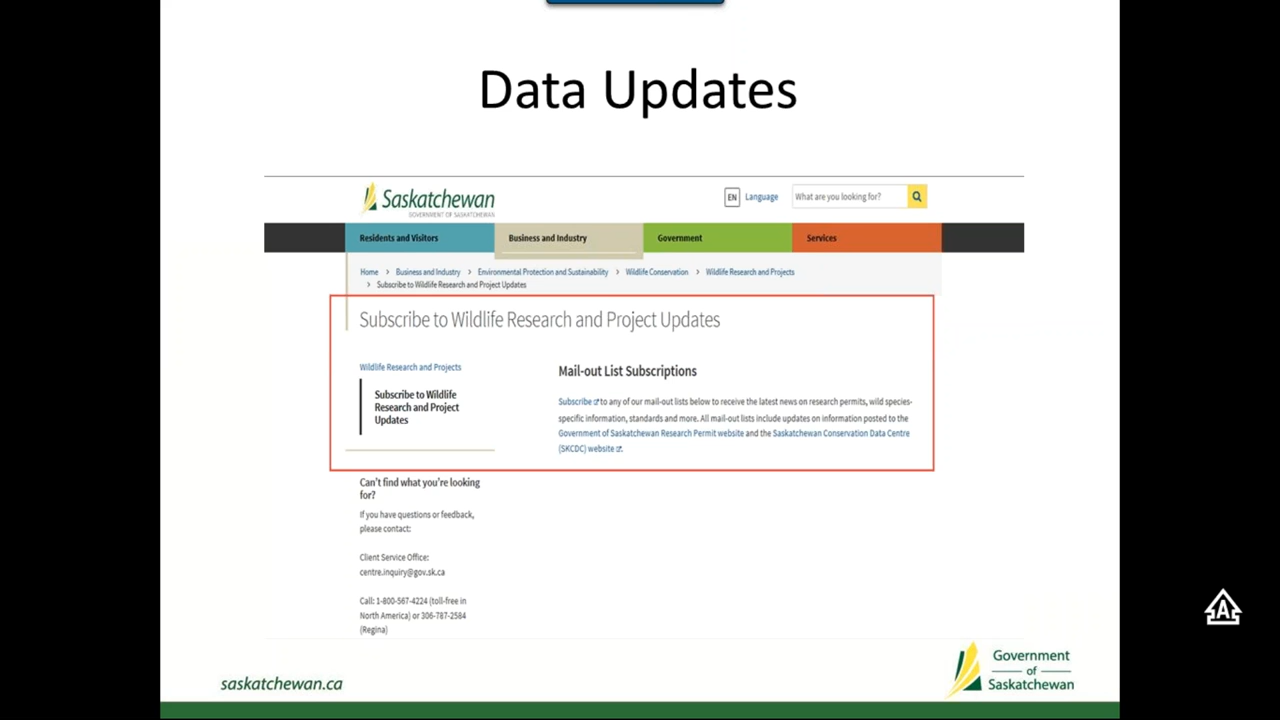 Data Updates
Saskatchewan
GOVERNMENT OF SASKATCHEWAN
EN Language What are you looking for?
Residents and Visitors Business and Industry Government Services
Home > Business and Industry > Environmental Protection and Sustainability > Wildlife Conservation > Wildlife Research and Projects
> Subscribe to Wildlife Research and Project Updates
Subscribe to Wildlife Research and Project Updates
Wildlife Research and Projects
Subscribe to Wildlife
Research and Project
Updates
Mail-out List Subscriptions
Subscribe to any of our mail-out lists below to receive the latest news on research permits, wild species-
specific information, standards and more. All mail-out lists include updates on information posted to the
Government of Saskatchewan Research Permit website and the Saskatchewan Conservation Data Centre
(SKCDC) website.
Can't find what you're looking
for?
If you have questions or feedback,
please contact:
Client Service Office:
centre.inquiry@gov.sk.ca
Call: 1-800-567-4224 (toll-free in
North America) or 306-787-2584
(Regina)
A
saskatchewan.ca
Government
of
Saskatchewan